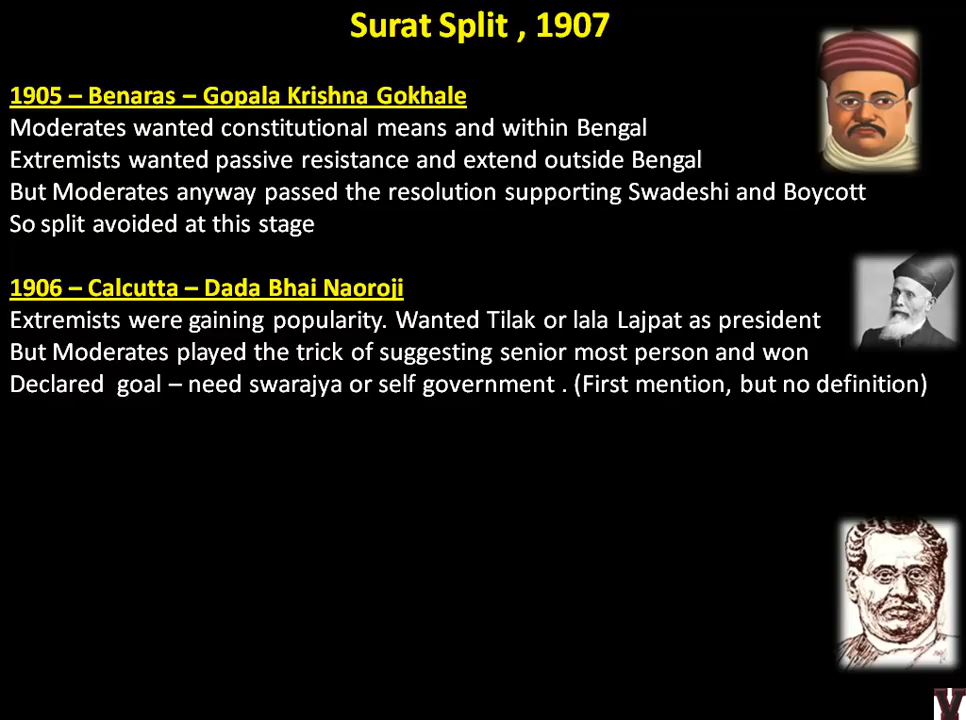 Surat Split , 1907
1905 – Benaras – Gopala Krishna Gokhale
Moderates wanted constitutional means and within Bengal
Extremists wanted passive resistance and extend outside Bengal
But Moderates anyway passed the resolution supporting Swadeshi and Boycott
So split avoided at this stage
1906 – Calcutta – Dada Bhai Naoroji
Extremists were gaining popularity. Wanted Tilak or lala Lajpat as president
But Moderates played the trick of suggesting senior most person and won
Declared goal – need swarajya or self government . (First mention, but no definition)